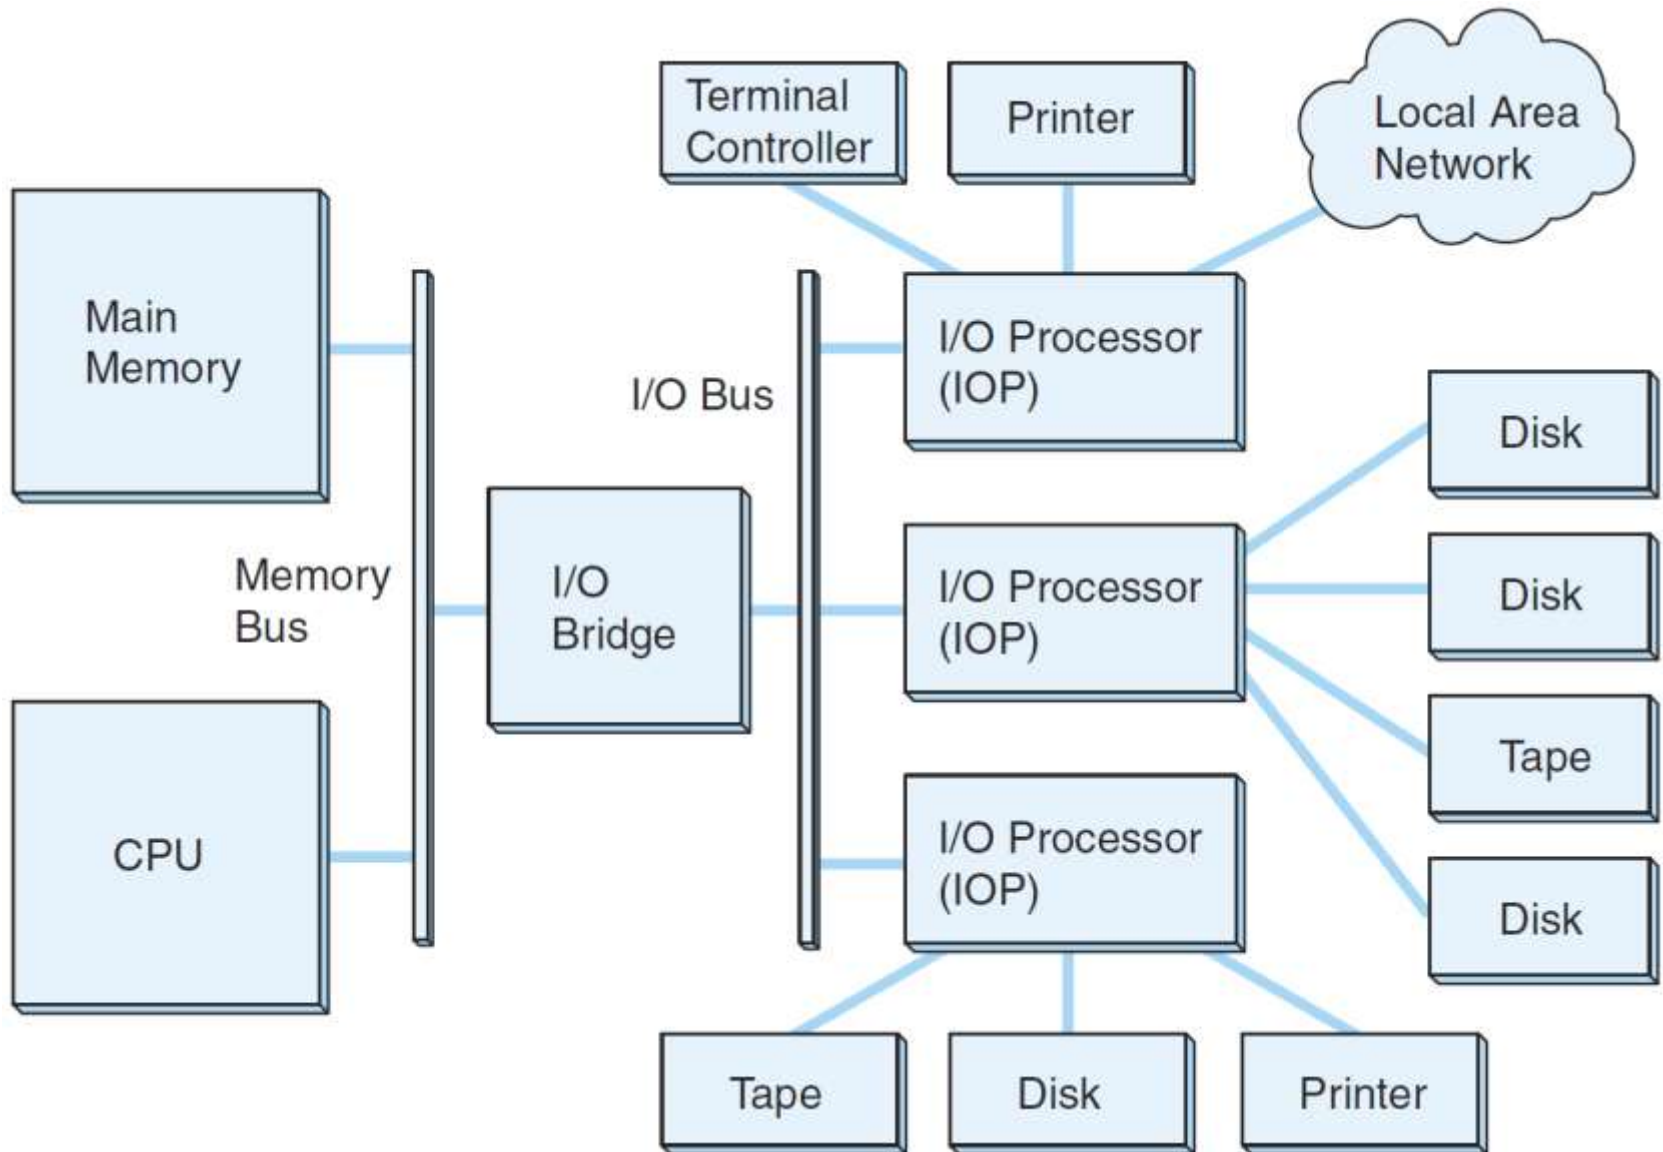 Terminal
Controller
Printer
Local Area
Network
Main
Memory
I/O Bus
I/O Processor
(IOP)
Disk
Memory
Bus
I/O
Bridge
I/O Processor
(IOP)
Disk
Tape
CPU
I/O Processor
(IOP)
Disk
Tape
Disk
Printer